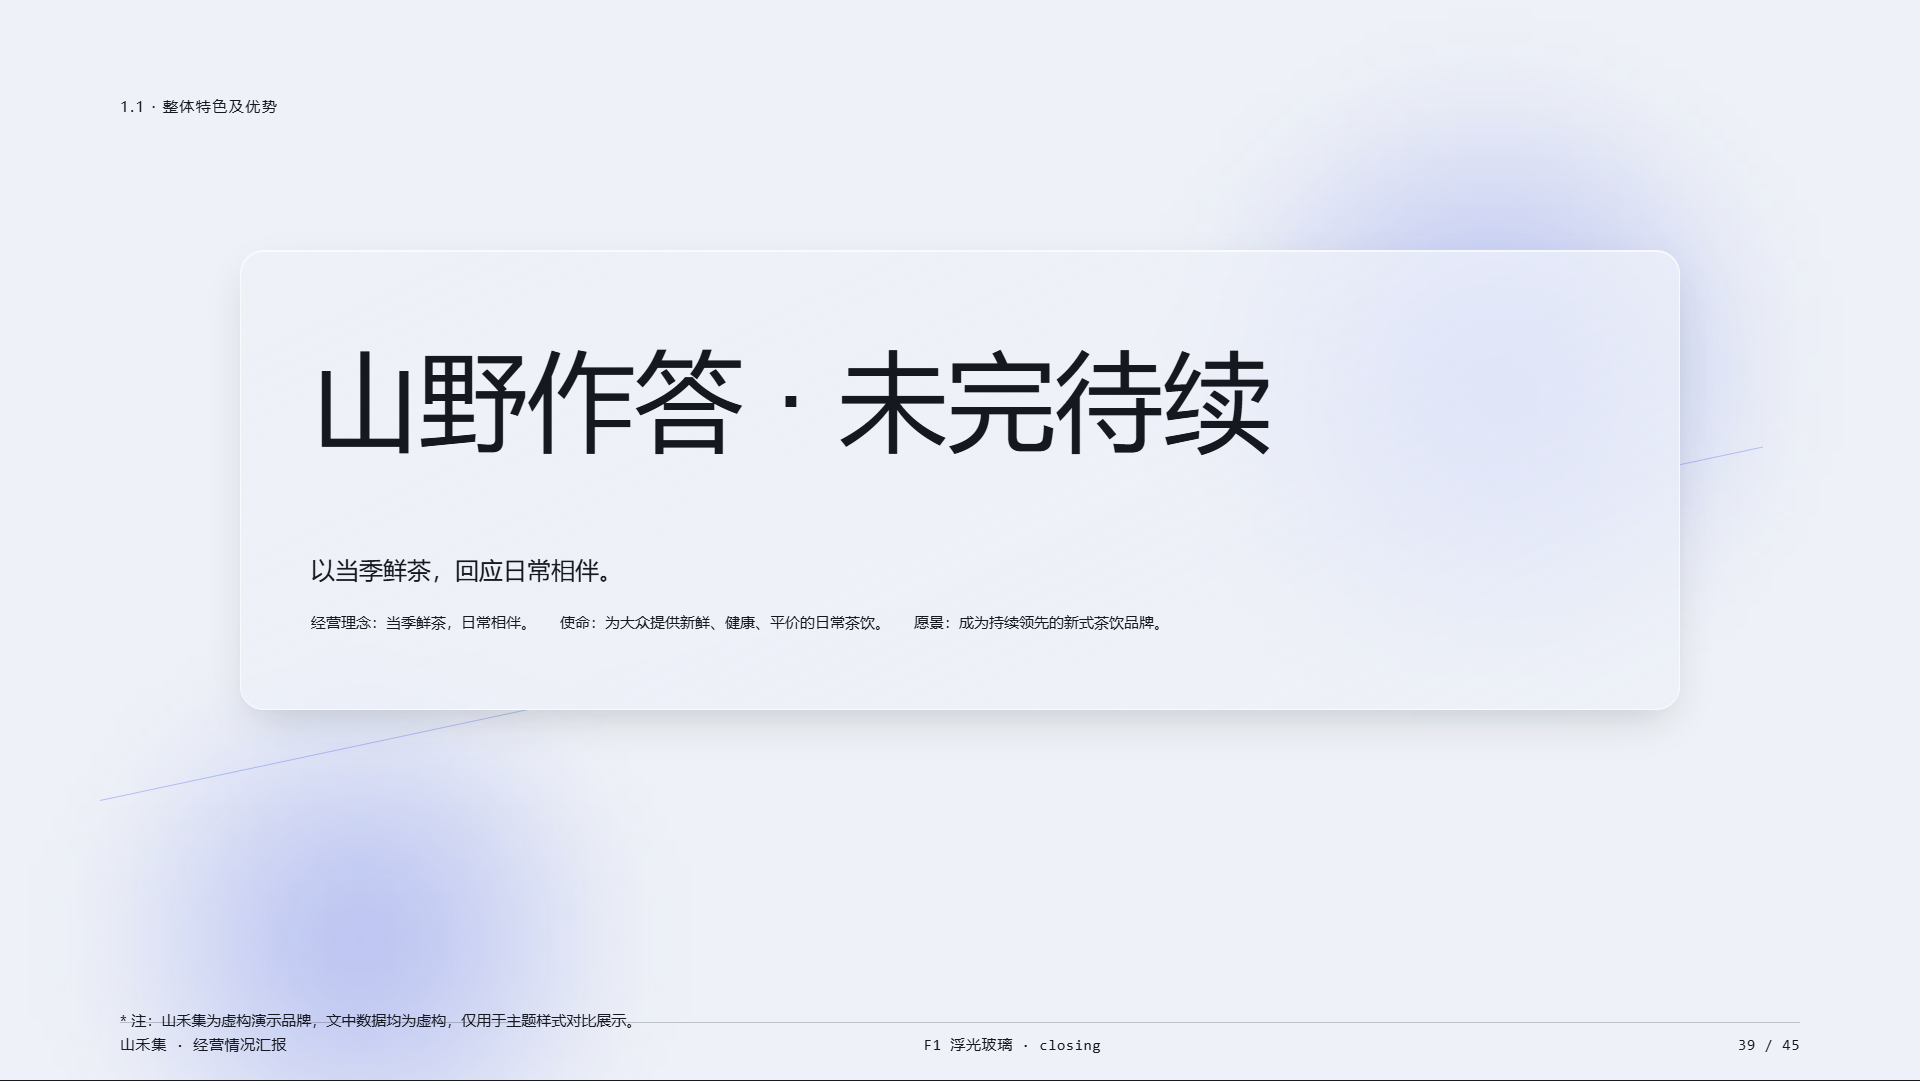 1.1 · 整体特色及优势
山野作答 · 未完待续
以当季鲜茶，回应日常相伴。
经营理念：当季鲜茶，日常相伴。 使命：为大众提供新鲜、健康、平价的日常茶饮。 愿景：成为持续领先的新式茶饮品牌。
* 注：山禾集为虚构演示品牌，文中数据均为虚构，仅用于主题样式对比展示。
山禾集 · 经营情况汇报 F1 浮光玻璃 · closing 39 / 45